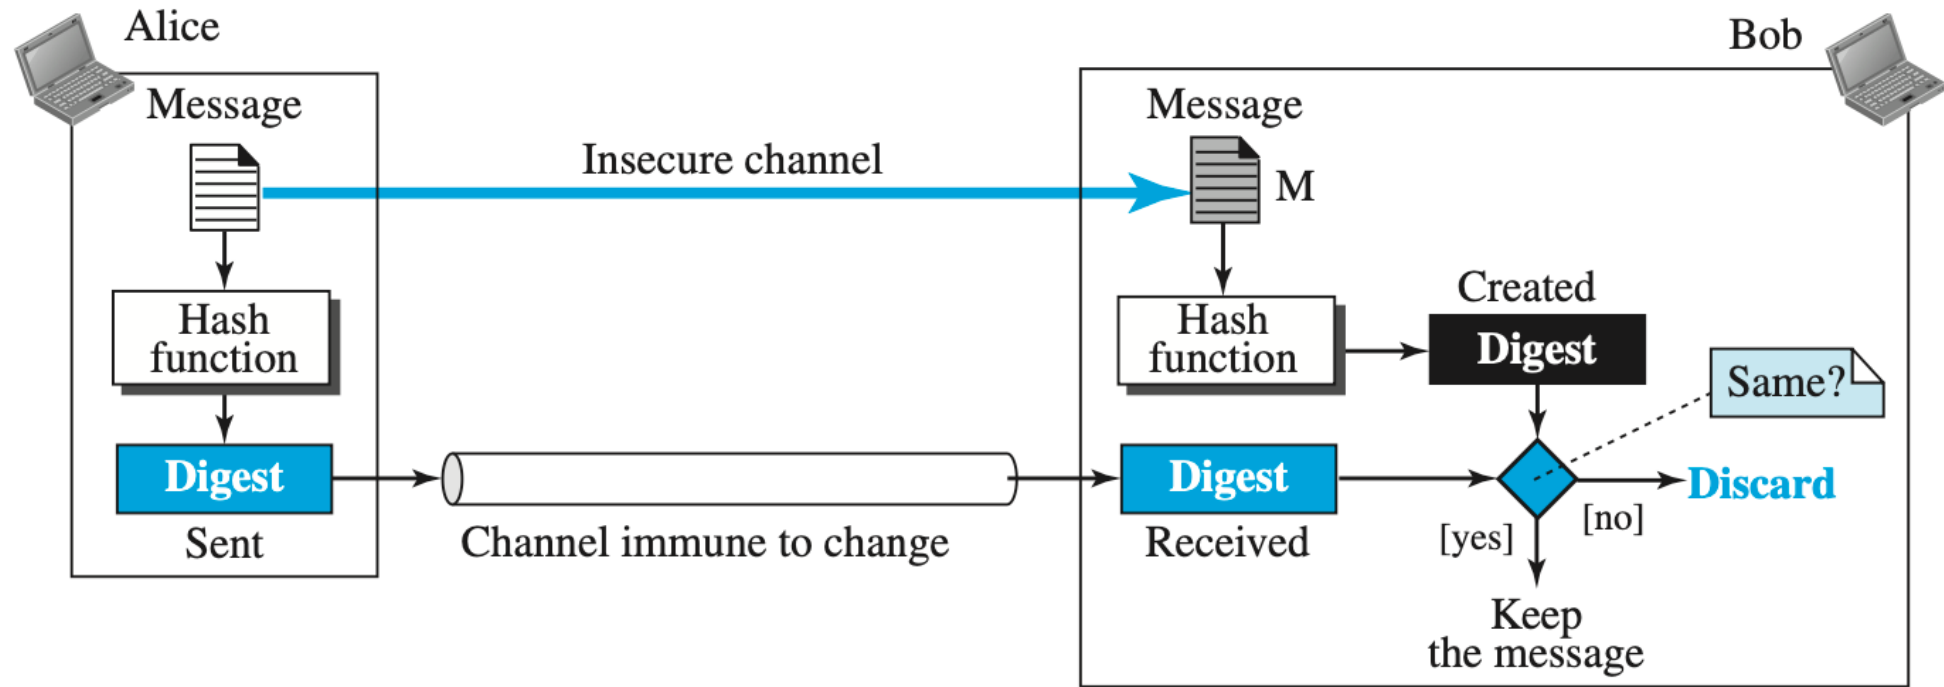 Alice
Bob
Message
Insecure channel
Message
M
Hash
function
Hash
function
Created
Digest
Same?
Digest
Sent
Channel immune to change
Digest
Received
[yes]
[no]
Discard
Keep
the message